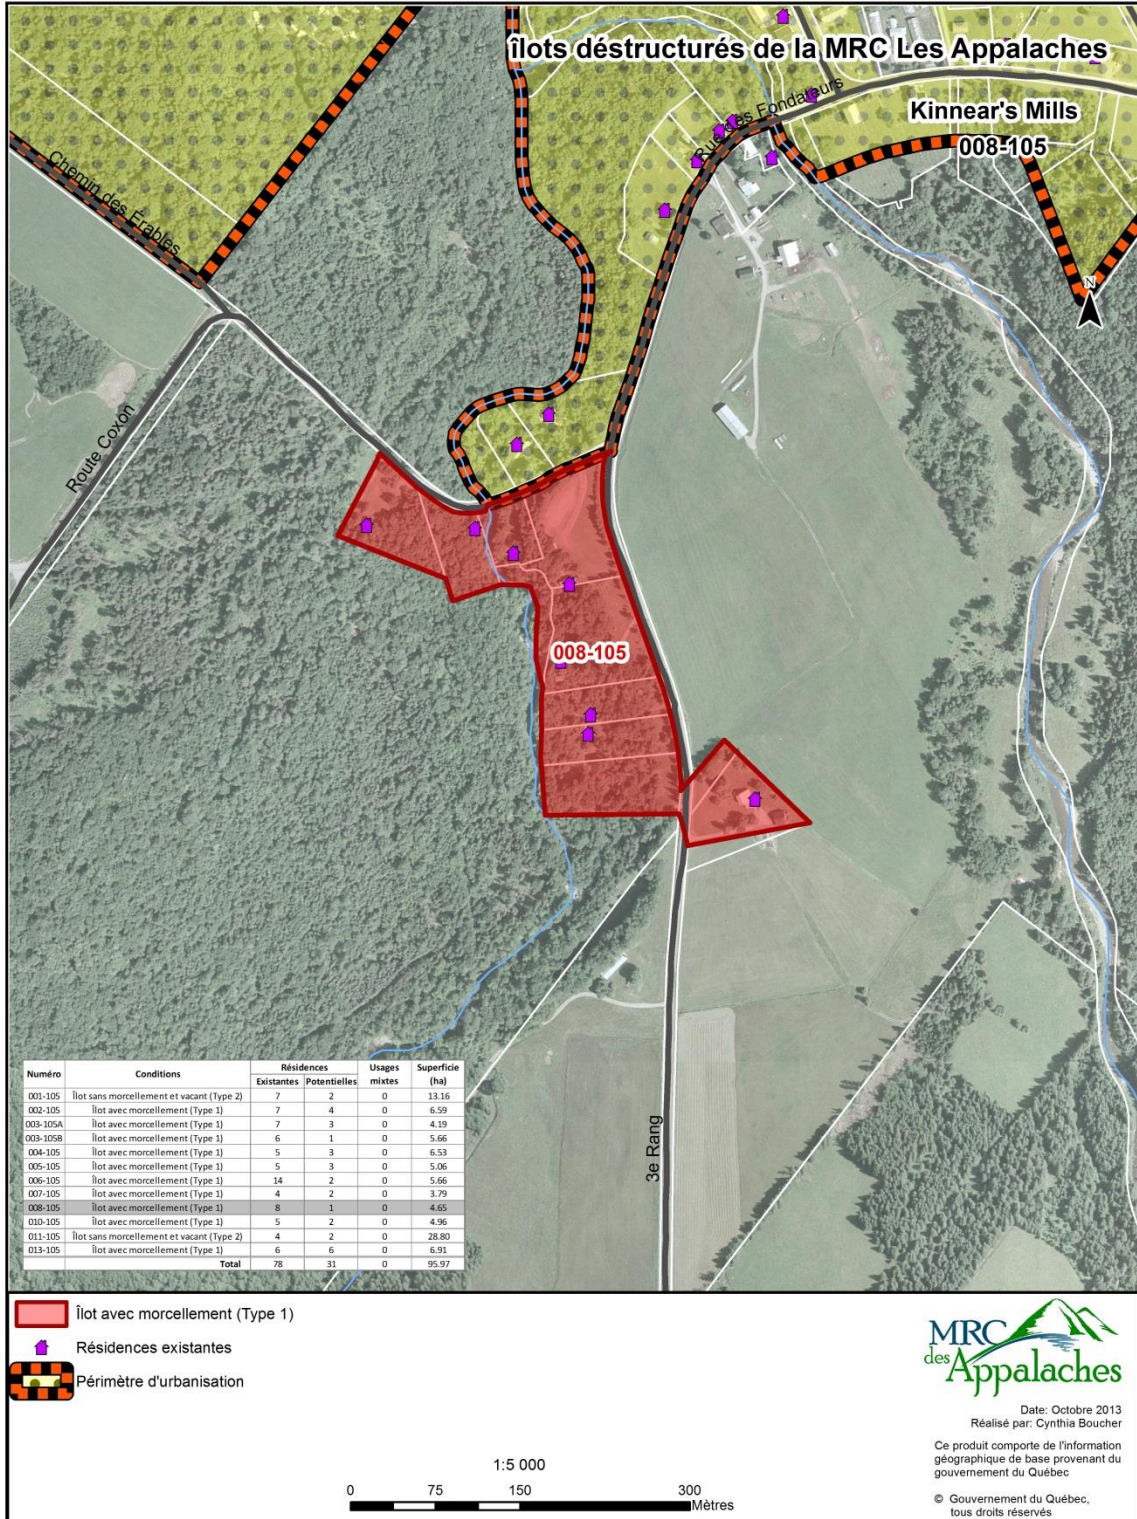 îlots déstructurés de la MRC Les Appalaches
Kinnear's Mills
008-105
Rue des Fondateurs
Chemin des Érables
Route Coxon
N
008-105
3e Rang
Numéro Conditions Résidences Usages mixtes Superficie (ha)
Existantes Potentielles
001-105 Îlot sans morcellement et vacant (Type 2) 7 2 0 13.16
002-105 Îlot avec morcellement (Type 1) 7 4 0 6.59
003-105A Îlot avec morcellement (Type 1) 7 3 0 4.19
003-105B Îlot avec morcellement (Type 1) 6 1 0 5.66
004-105 Îlot avec morcellement (Type 1) 5 3 0 6.53
005-105 Îlot avec morcellement (Type 1) 5 3 0 5.06
006-105 Îlot avec morcellement (Type 1) 14 2 0 5.66
007-105 Îlot avec morcellement (Type 1) 4 2 0 3.79
008-105 Îlot avec morcellement (Type 1) 8 1 0 4.65
010-105 Îlot avec morcellement (Type 1) 5 2 0 4.96
011-105 Îlot sans morcellement et vacant (Type 2) 4 2 0 28.80
013-105 Îlot avec morcellement (Type 1) 6 6 0 6.91
Total 78 31 0 95.97
Îlot avec morcellement (Type 1)
Résidences existantes
Périmètre d'urbanisation
1:5 000
0 75 150 300
Mètres
MRC
des Appalaches
Date: Octobre 2013
Réalisé par: Cynthia Boucher
Ce produit comporte de l'information
géographique de base provenant du
gouvernement du Québec
© Gouvernement du Québec,
tous droits réservés